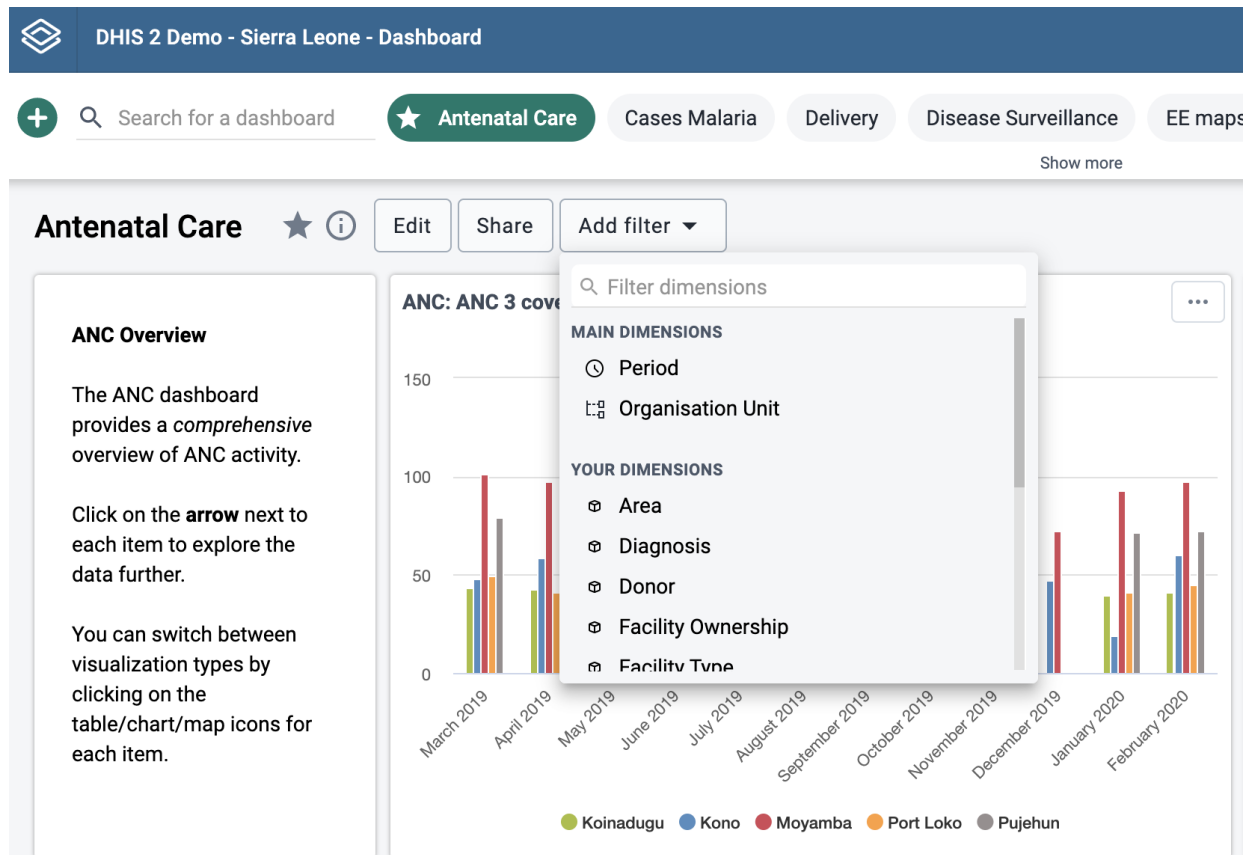 DHIS 2 Demo - Sierra Leone - Dashboard
Search for a dashboard
Antenatal Care
Cases Malaria
Delivery
Disease Surveillance
EE maps
Show more
Antenatal Care
Edit
Share
Add filter
ANC Overview
The ANC dashboard
provides a comprehensive
overview of ANC activity.
Click on the arrow next to
each item to explore the
data further.
You can switch between
visualization types by
clicking on the
table/chart/map icons for
each item.
ANC: ANC 3
Filter dimensions
MAIN DIMENSIONS
Period
Organisation Unit
YOUR DIMENSIONS
Area
Diagnosis
Donor
Facility Ownership
Facility Type
150
100
50
0
March 2019
April 2019
May 2019
June 2019
July 2019
August 2019
September 2019
October 2019
November 2019
December 2019
January 2020
February 2020
Koinadugu
Kono
Moyamba
Port Loko
Pujehun